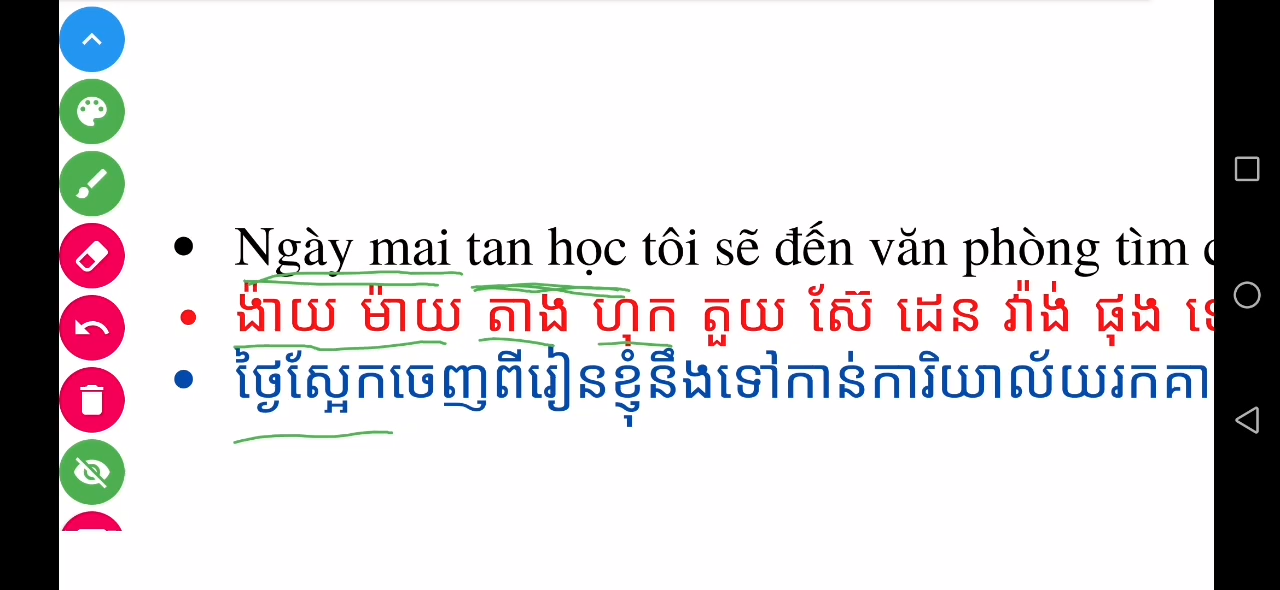 Ngày mai tan học tôi sẽ đến văn phòng tìm
ង៉ាយ ម៉ាយ តាង ហុក តួយ ស៊ែ ដេន វ៉ាង់ ផុង
ថ្ងៃស្អែកចេញពីរៀនខ្ញុំនឹងទៅកាន់ការិយាល័យរកគា